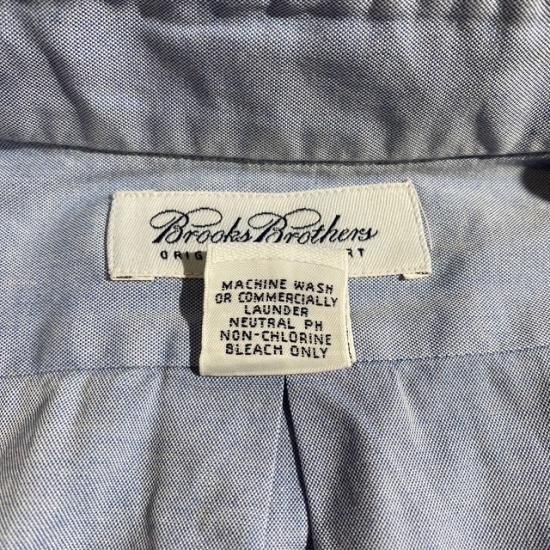 Brooks Brothers
MACHINE WASH
OR COMMERCIALLY
LAUNDER
NEUTRAL PH
NON-CHLORINE
BLEACH ONLY